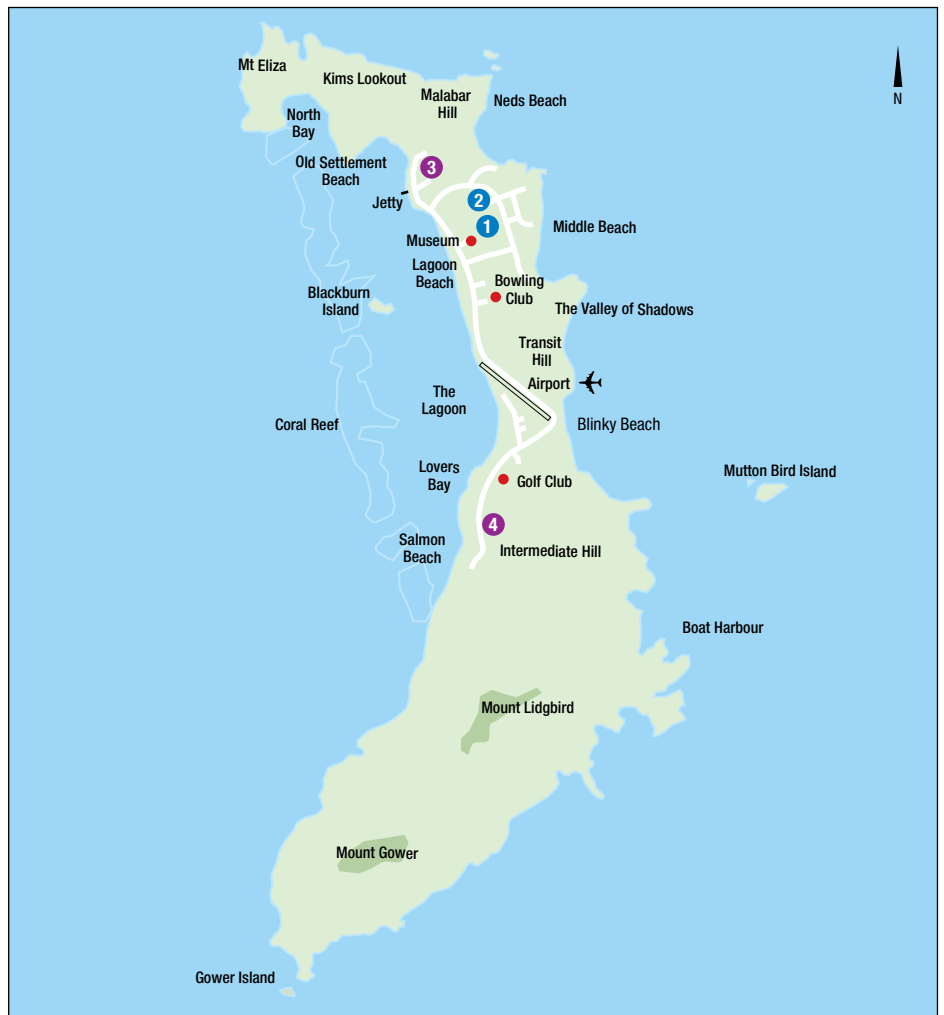 Mt Eliza
Kims Lookout
Malabar
Hill
Neds Beach
N
North
Bay
Old Settlement
Beach
3
Jetty
2
1
Museum
Middle Beach
Lagoon
Beach
Bowling
Club
Blackburn
Island
The Valley of Shadows
Transit
Hill
Airport
The
Lagoon
Coral Reef
Blinky Beach
Lovers
Bay
Golf Club
Mutton Bird Island
4
Salmon
Beach
Intermediate Hill
Boat Harbour
Mount Lidgbird
Mount Gower
Gower Island